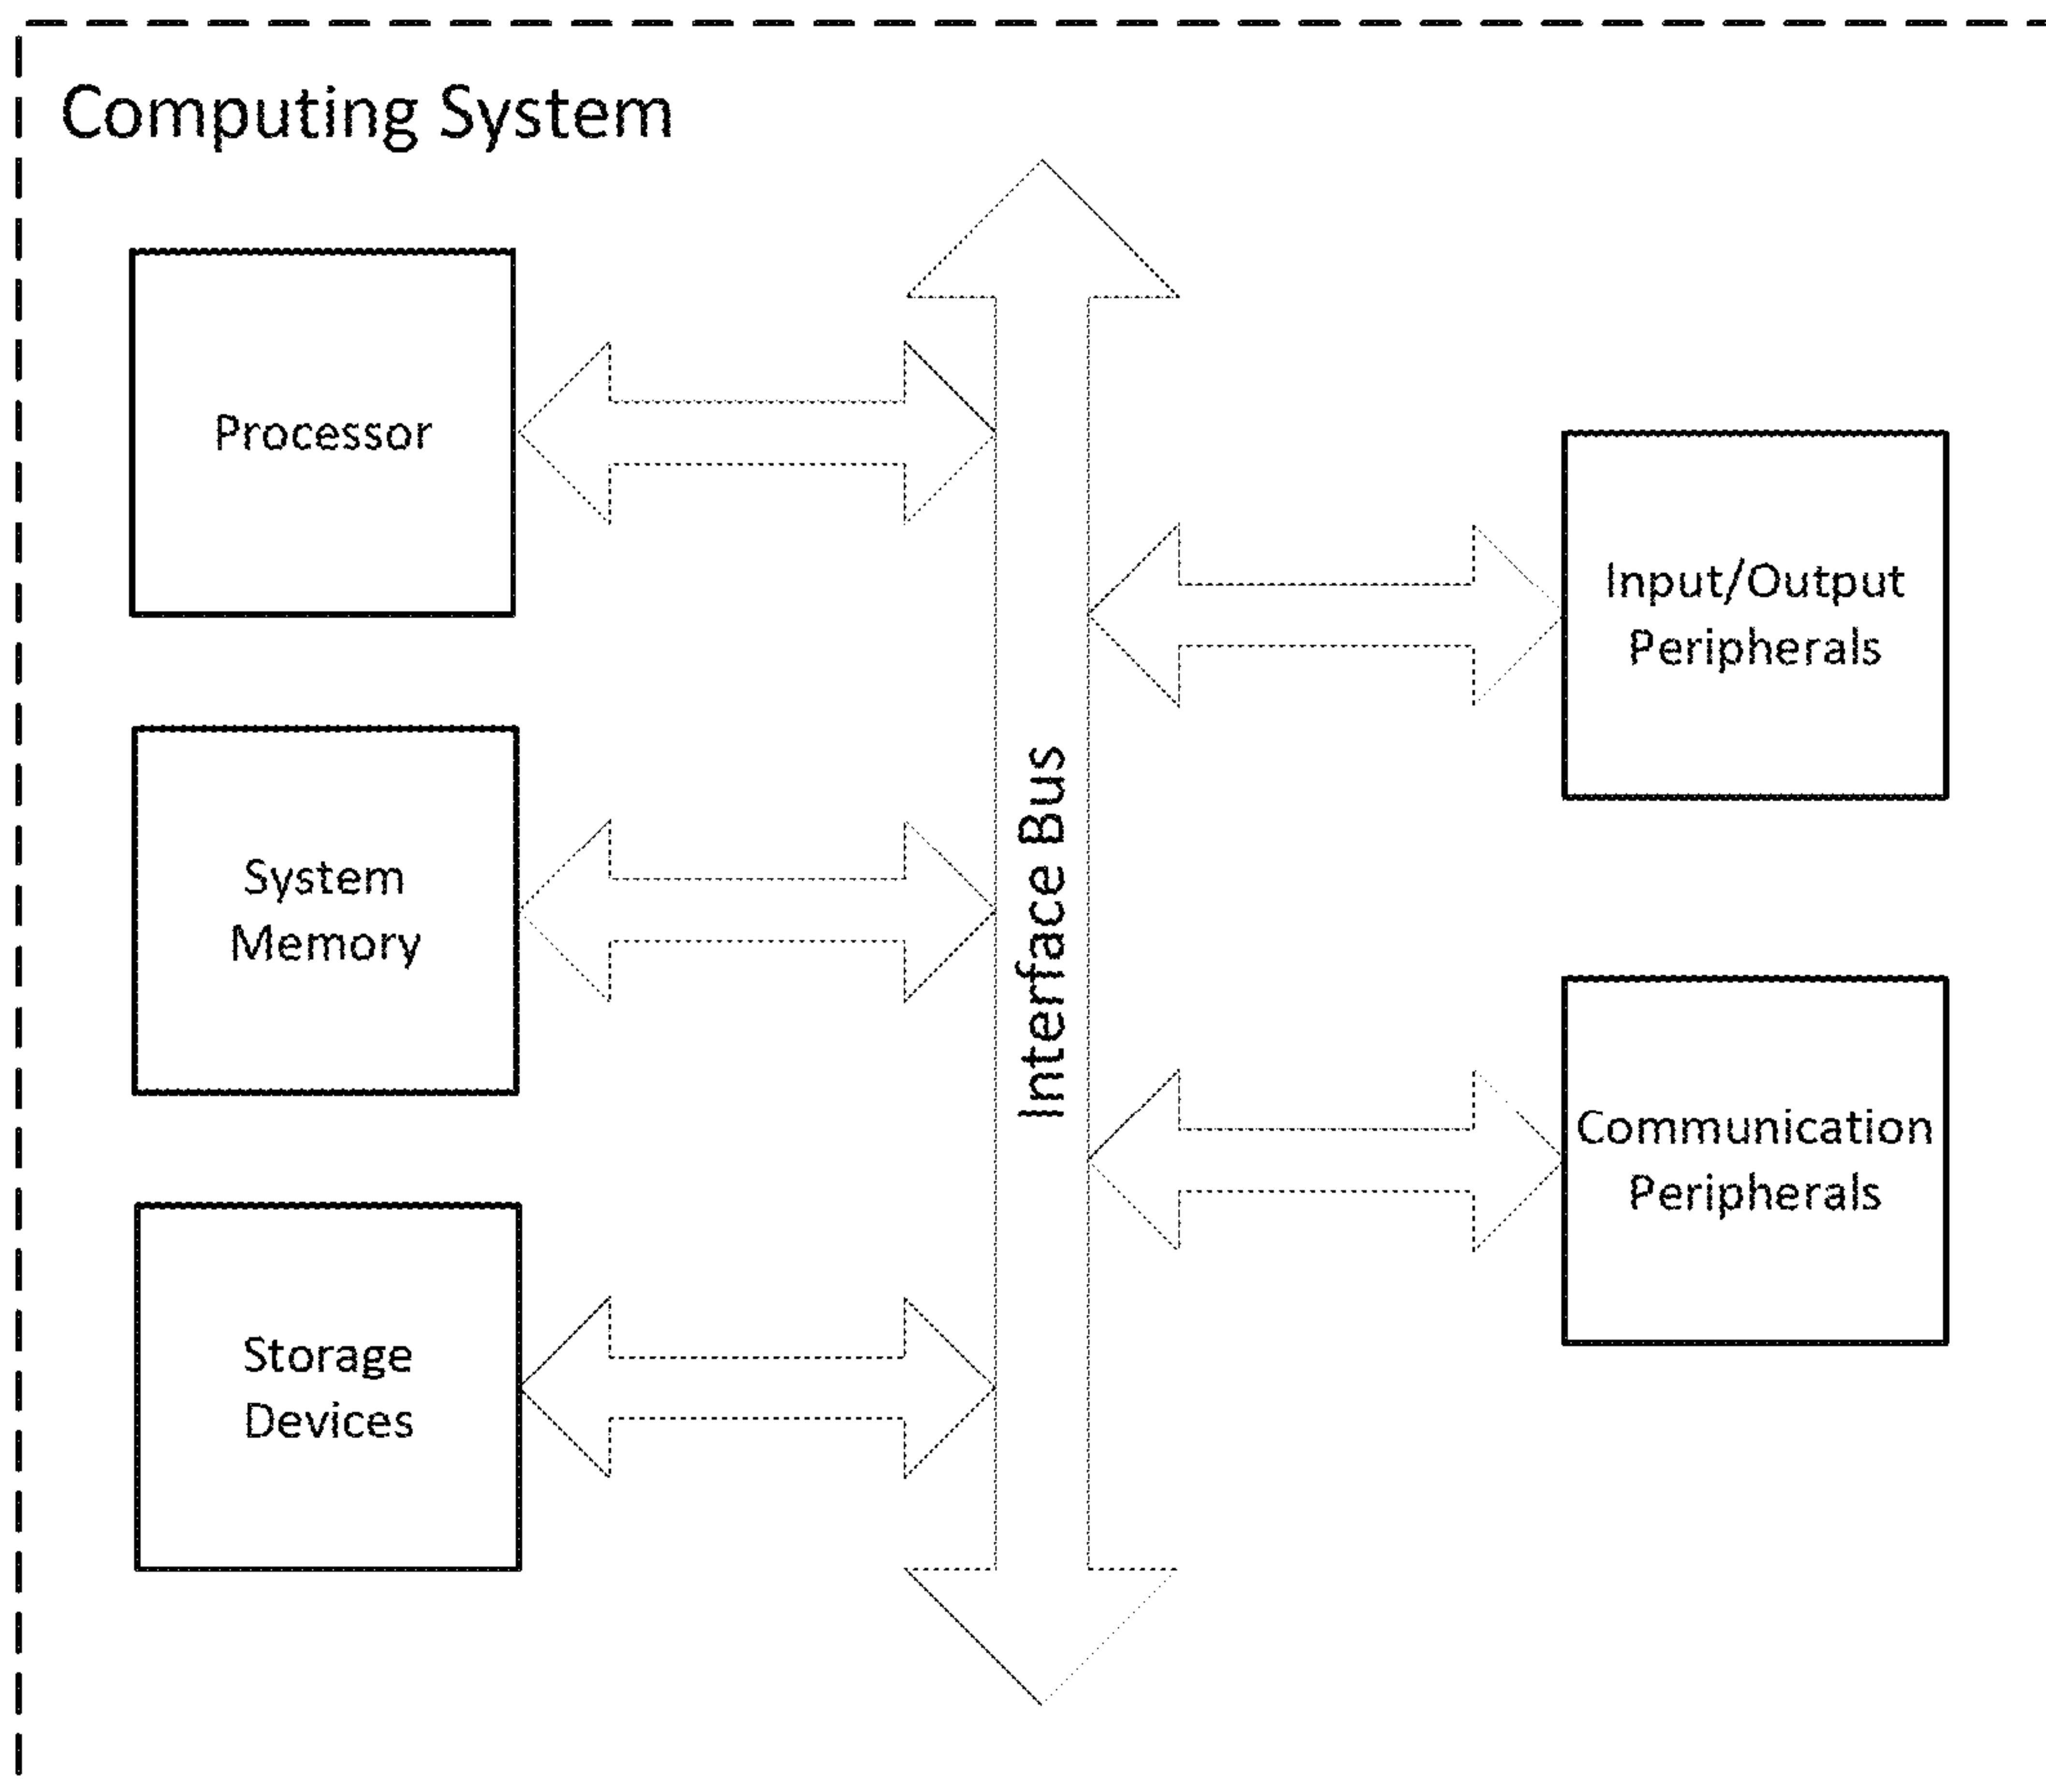 Computing System
Processor
Input/Output
Peripherals
Interface Bus
System
Memory
Communication
Peripherals
Storage
Devices